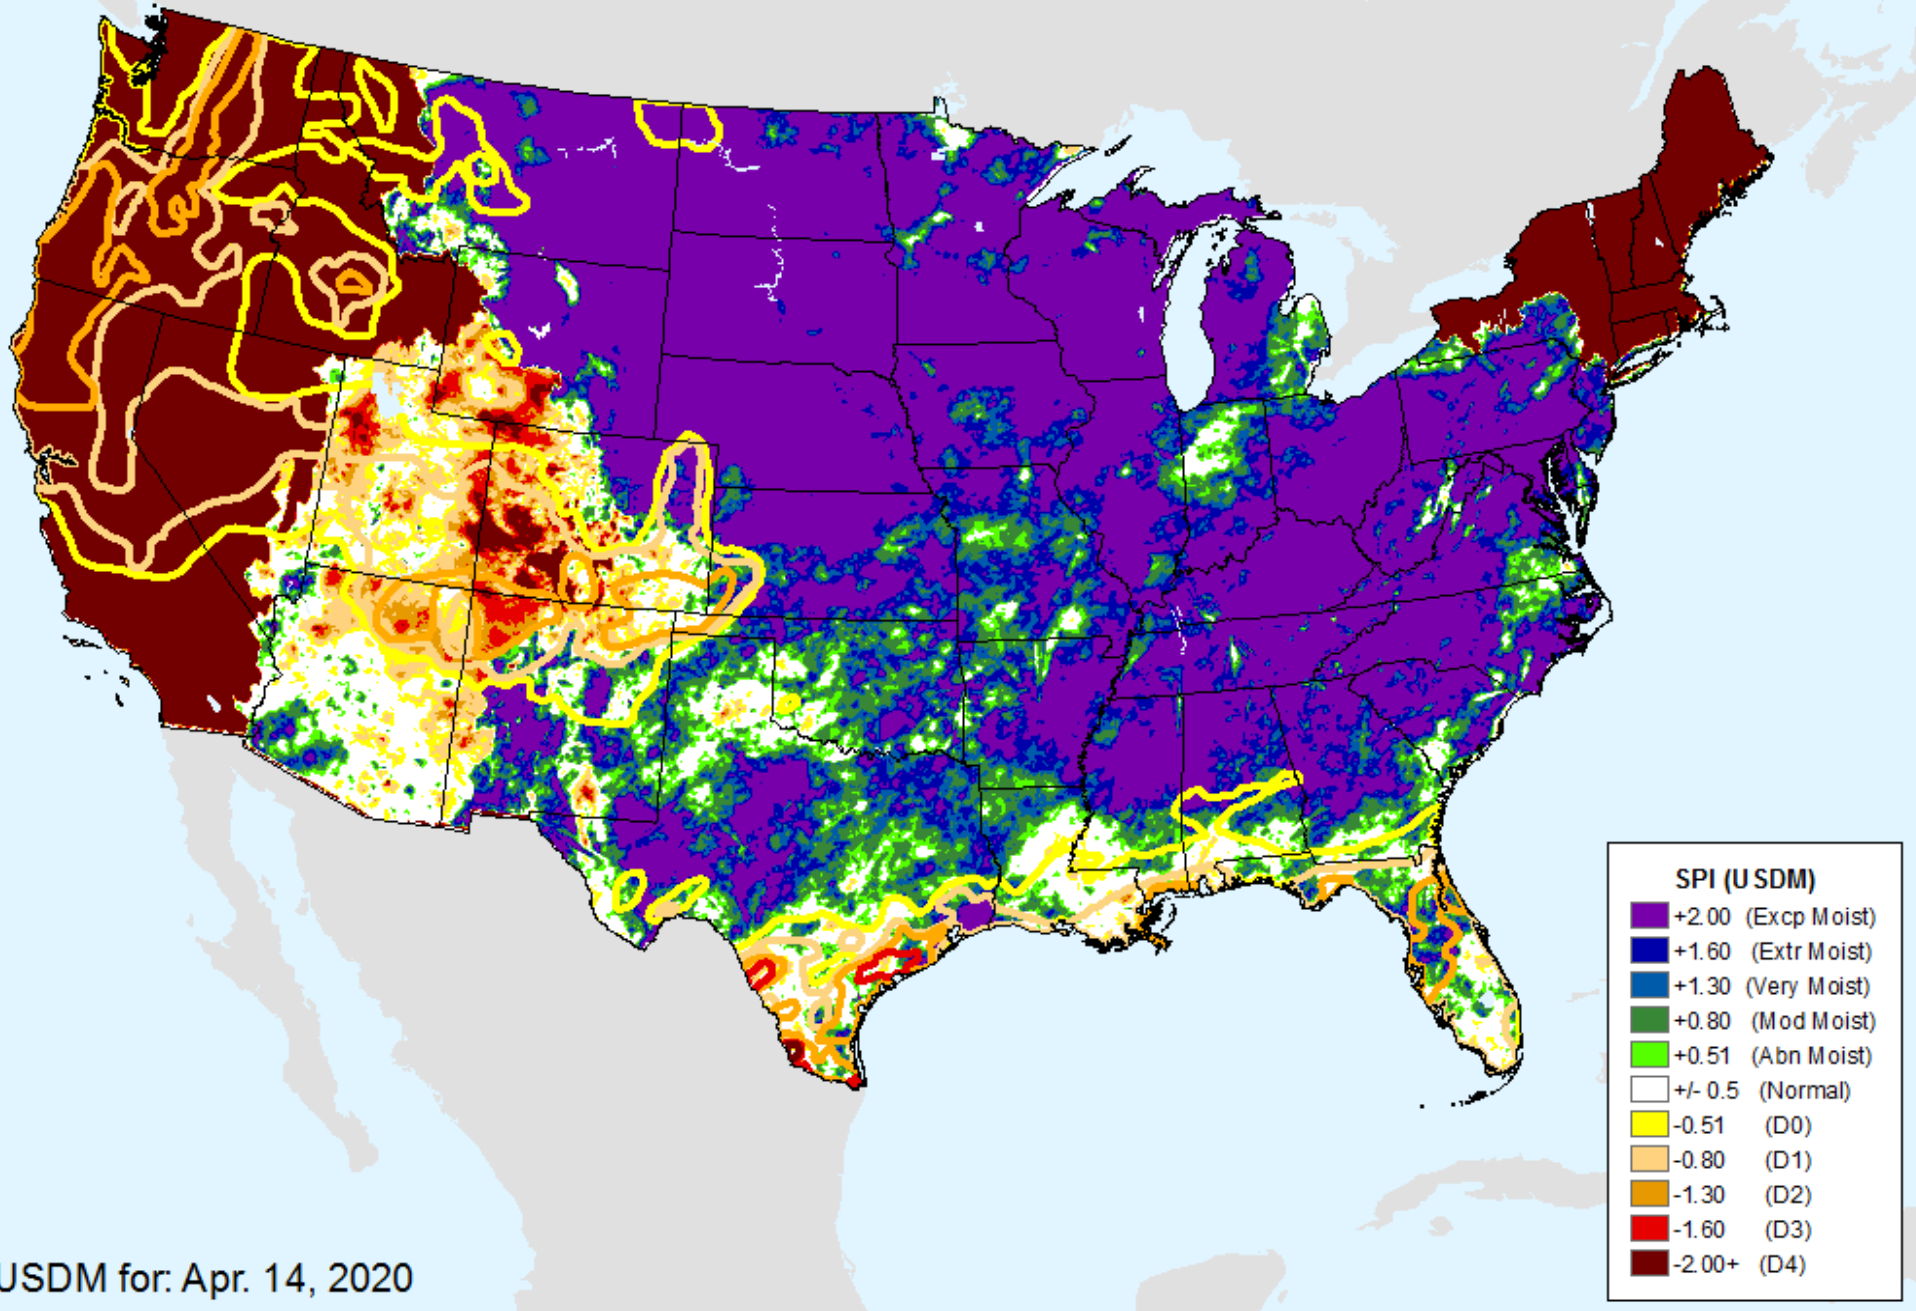 SPI (USDM)
+2.00 (Excp Moist)
+1.60 (Extr Moist)
+1.30 (Very Moist)
+0.80 (Mod Moist)
+0.51 (Abn Moist)
+/- 0.5 (Normal)
-0.51 (D0)
-0.80 (D1)
-1.30 (D2)
-1.60 (D3)
-2.00+ (D4)
USDM for: Apr. 14, 2020